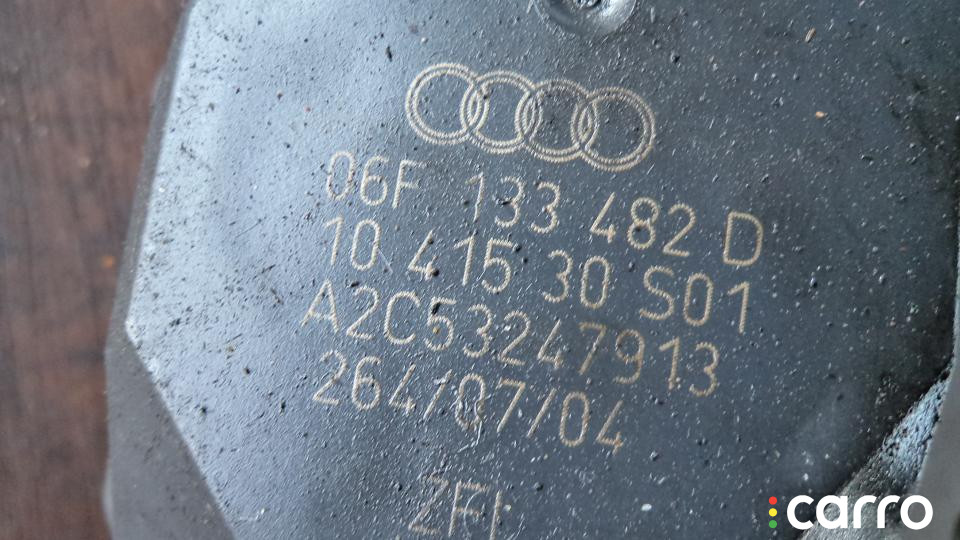 06F 133 482 D
10 415 30 S01
A2C53247913
264/07/04
carro